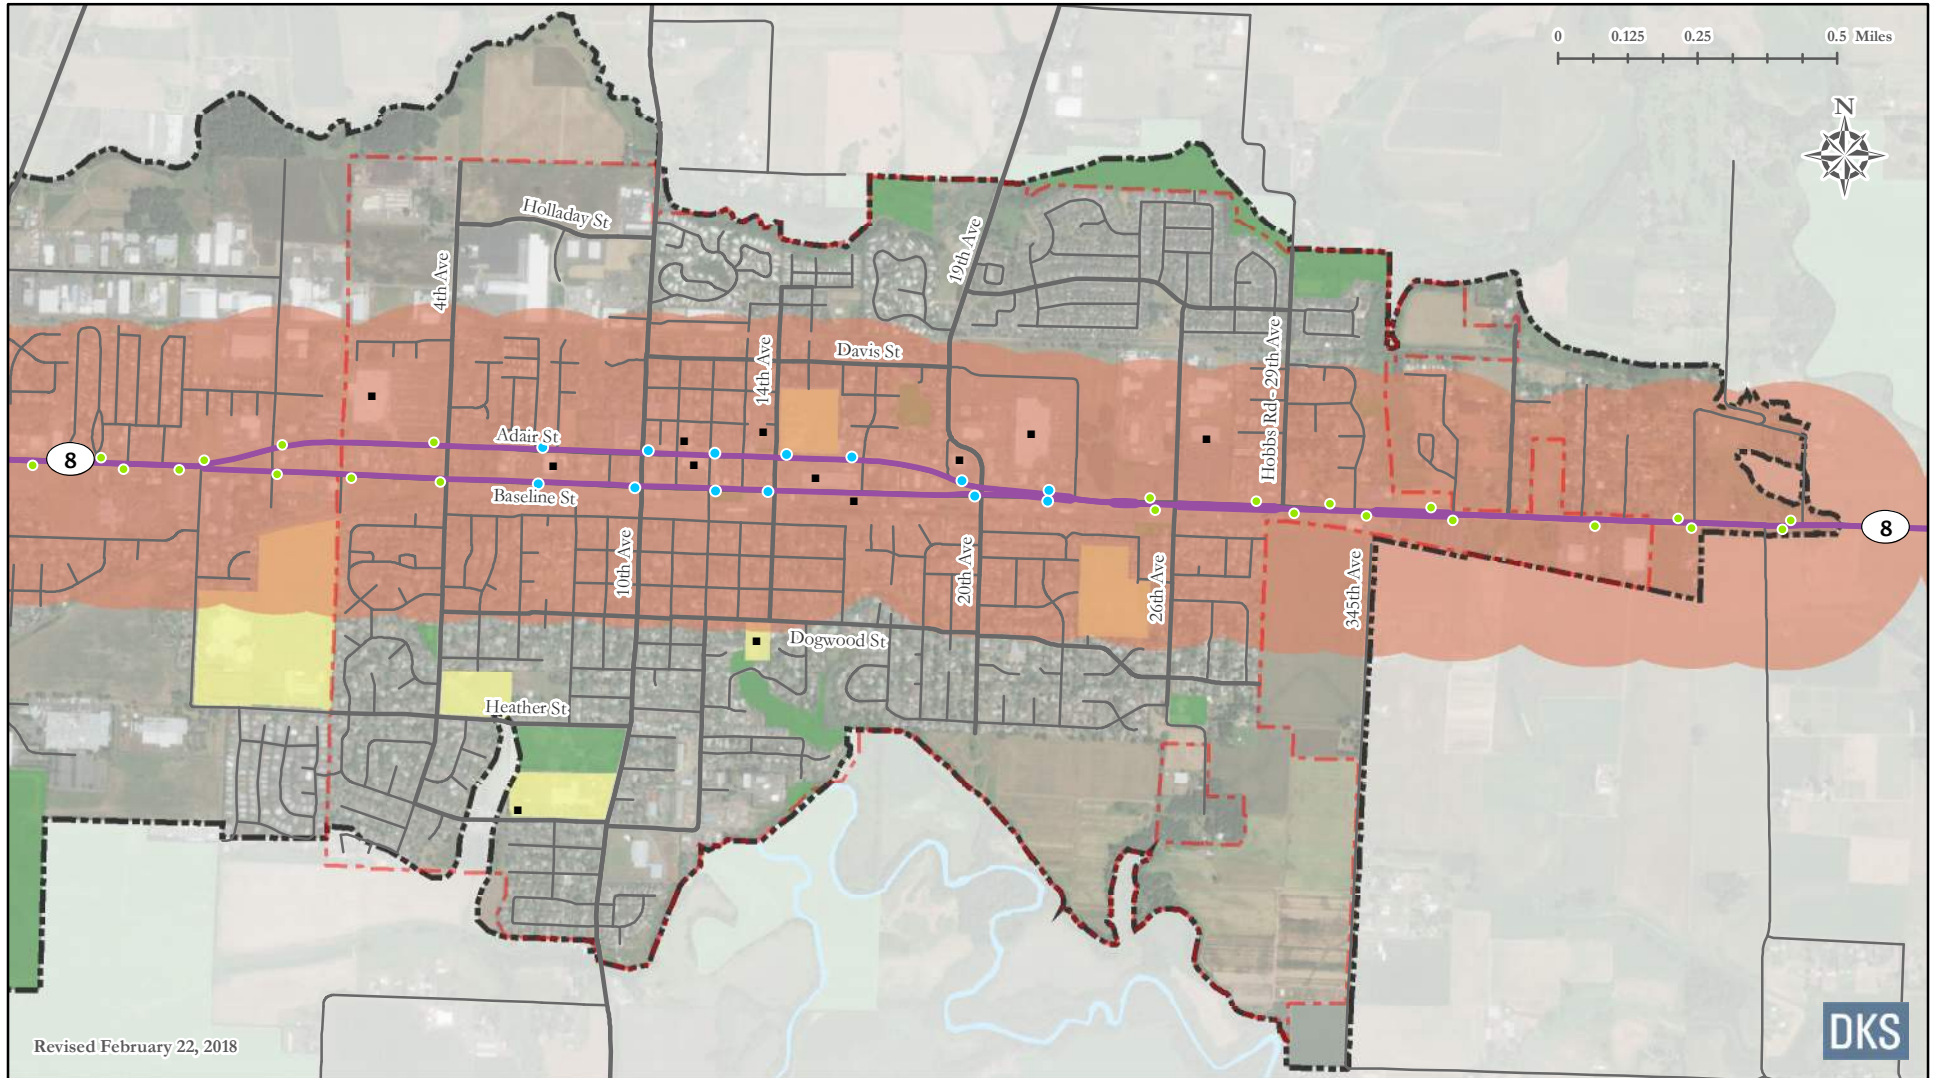 0 0.125 0.25 0.5 Miles
N
Holladay St
4th Ave
19th Ave
14th Ave
Davis St
Hobbs Rd - 29th Ave
Adair St
8
Baseline St
8
10th Ave
20th Ave
26th Ave
345th Ave
Dogwood St
Heather St
Revised February 22, 2018
DKS